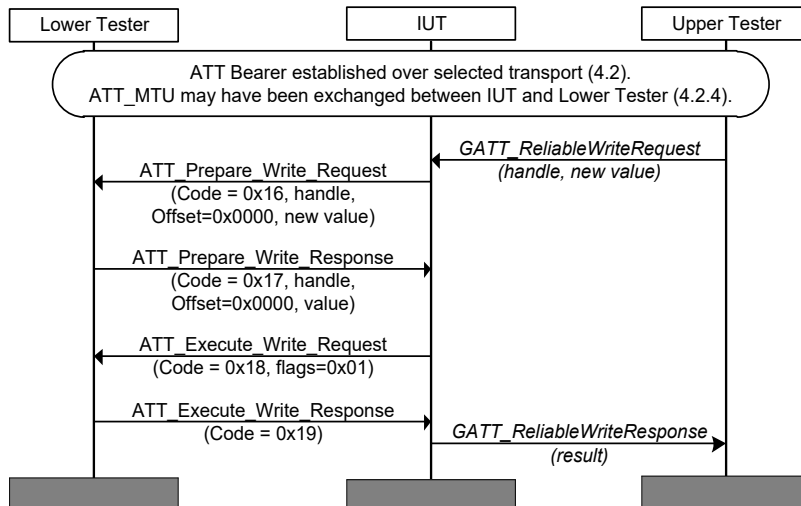 Lower Tester
IUT
Upper Tester
ATT Bearer established over selected transport (4.2).
ATT_MTU may have been exchanged between IUT and Lower Tester (4.2.4).
GATT_ReliableWriteRequest
(handle, new value)
ATT_Prepare_Write_Request
(Code = 0x16, handle,
Offset=0x0000, new value)
ATT_Prepare_Write_Response
(Code = 0x17, handle,
Offset=0x0000, value)
ATT_Execute_Write_Request
(Code = 0x18, flags=0x01)
ATT_Execute_Write_Response
(Code = 0x19)
GATT_ReliableWriteResponse
(result)